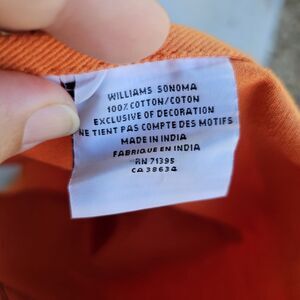 WILLIAMS SONOMA
100% COTTON/COTON
EXCLUSIVE OF DECORATION
NE TIENT PAS COMPTE DES MOTIFS
MADE IN INDIA
FABRIQUE EN INDIA
RN 71395
CA 38634